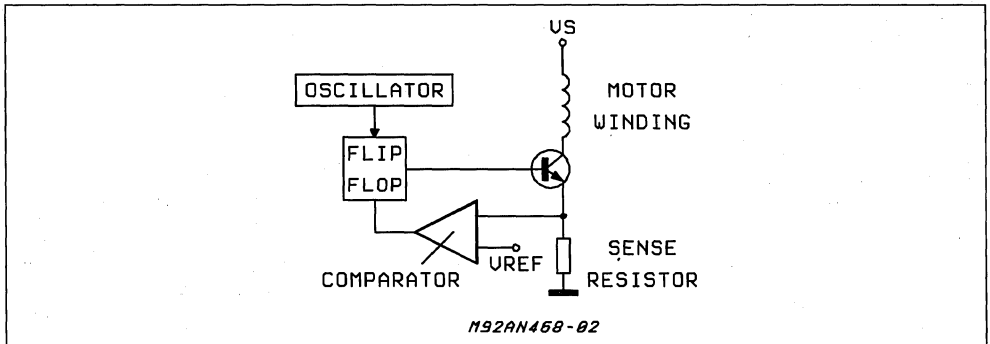 VS
OSCILLATOR
MOTOR
WINDING
FLIP
FLOP
VREF
SENSE
COMPARATOR
RESISTOR
M92AN468-02